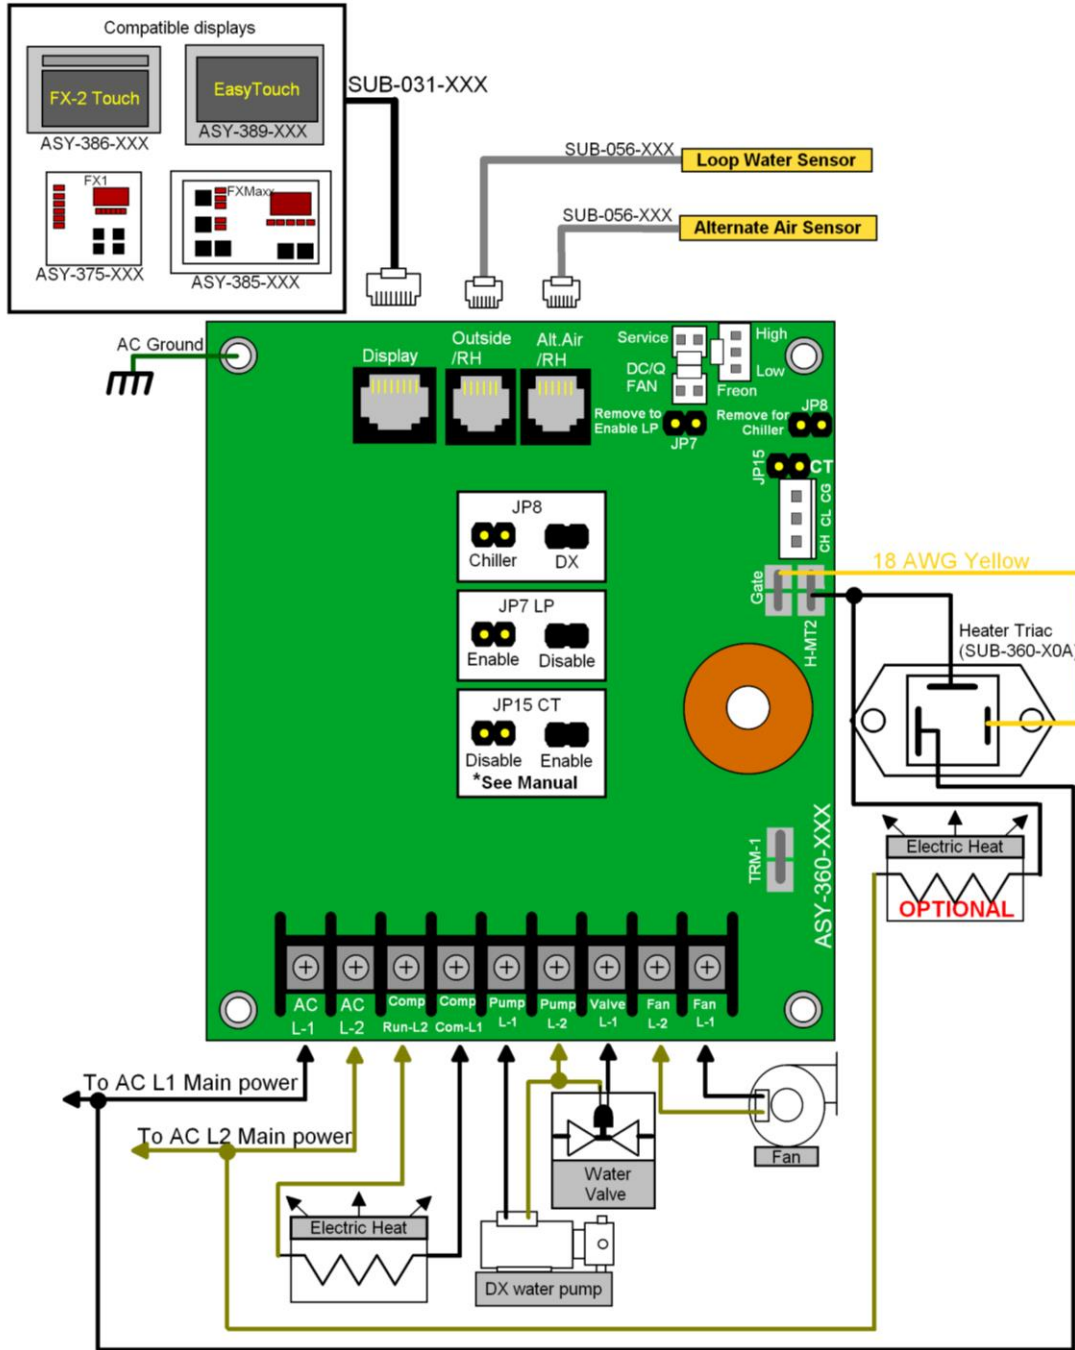 Compatible displays
FX-2 Touch
EasyTouch
ASY-386-XXX
ASY-389-XXX
FX1
FXMaxx
ASY-375-XXX
ASY-385-XXX
SUB-031-XXX
SUB-056-XXX
Loop Water Sensor
SUB-056-XXX
Alternate Air Sensor
AC Ground
Display
Outside
/RH
Alt.Air
/RH
Service
DC/Q
FAN
High
Low
Freon
Remove to
Enable LP
JP7
Remove for
Chiller
JP8
JP15
CT
CG
CL
CH
JP8
Chiller
DX
JP7 LP
Enable
Disable
JP15 CT
Disable
Enable
*See Manual
Gate
H-MT2
18 AWG Yellow
Heater Triac
(SUB-360-X0A)
TRM-1
ASY-360-XXX
Electric Heat
OPTIONAL
AC
L-1
AC
L-2
Comp
Run-L2
Comp
Com-L1
Pump
L-1
Pump
L-2
Valve
L-1
Fan
L-2
Fan
L-1
To AC L1 Main power
To AC L2 Main power
Electric Heat
Water
Valve
DX water pump
Fan